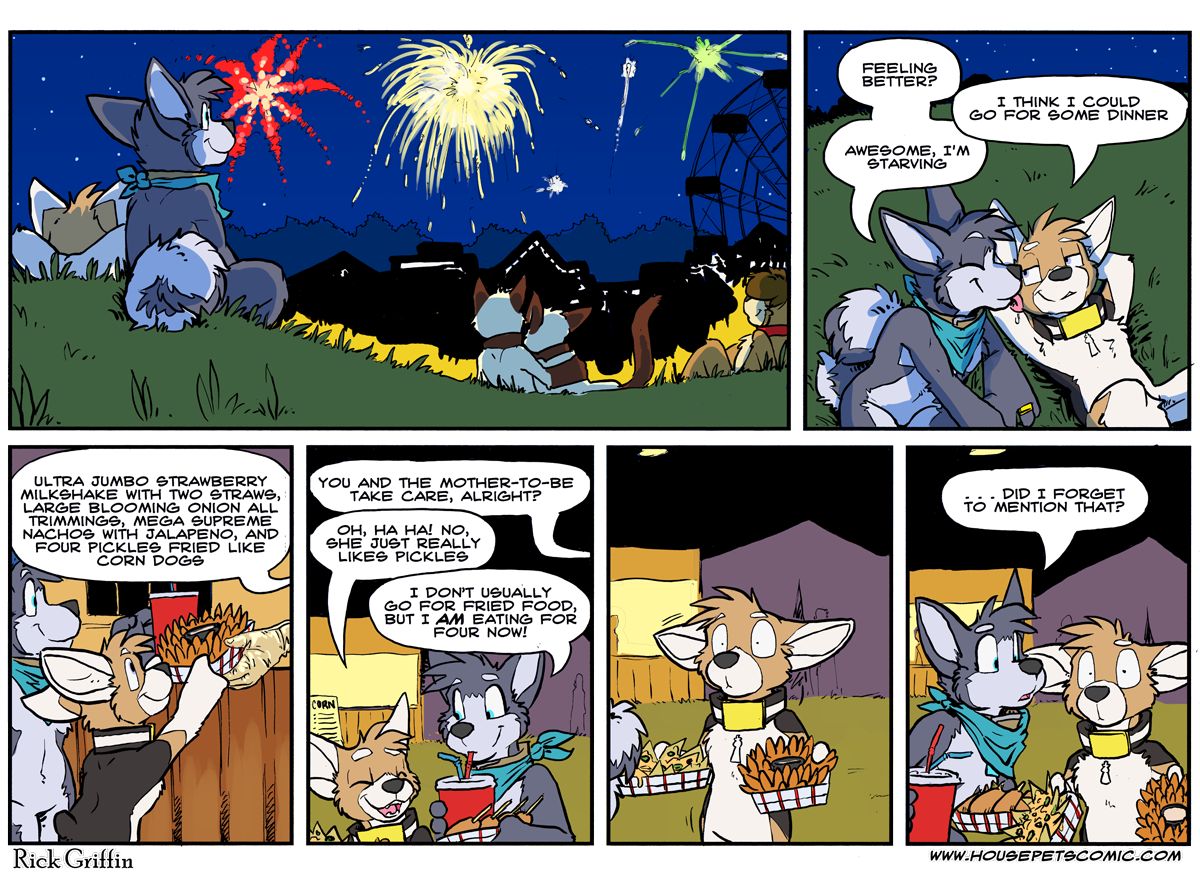 FEELING
BETTER?
I THINK I COULD
GO FOR SOME DINNER
AWESOME, I'M
STARVING
ULTRA JUMBO STRAWBERRY
MILKSHAKE WITH TWO STRAWS,
LARGE BLOOMING ONION ALL
TRIMMINGS, MEGA SUPREME
NACHOS WITH JALAPENO, AND
FOUR PICKLES FRIED LIKE
CORN DOGS
YOU AND THE MOTHER-TO-BE
TAKE CARE, ALRIGHT?
OH, HA HA! NO,
SHE JUST REALLY
LIKES PICKLES
I DON'T USUALLY
GO FOR FRIED FOOD,
BUT I AM EATING FOR
FOUR NOW!
CORN
. . . DID I FORGET
TO MENTION THAT?
Rick Griffin
WWW.HOUSEPETSCOMIC.COM